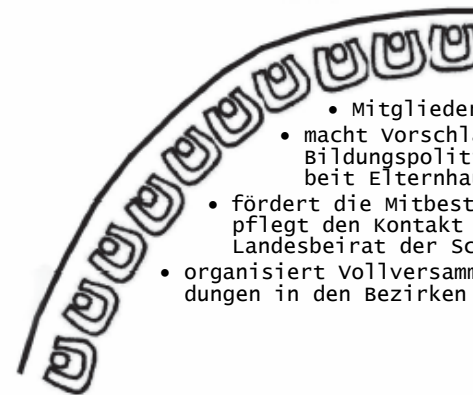 • Mitglieder
• macht Vorschl
Bildungspolit
beit Elternha
• fördert die Mitbest
pflegt den Kontakt
Landesbeirat der Sc
• organisiert Vollversamm
dungen in den Bezirken